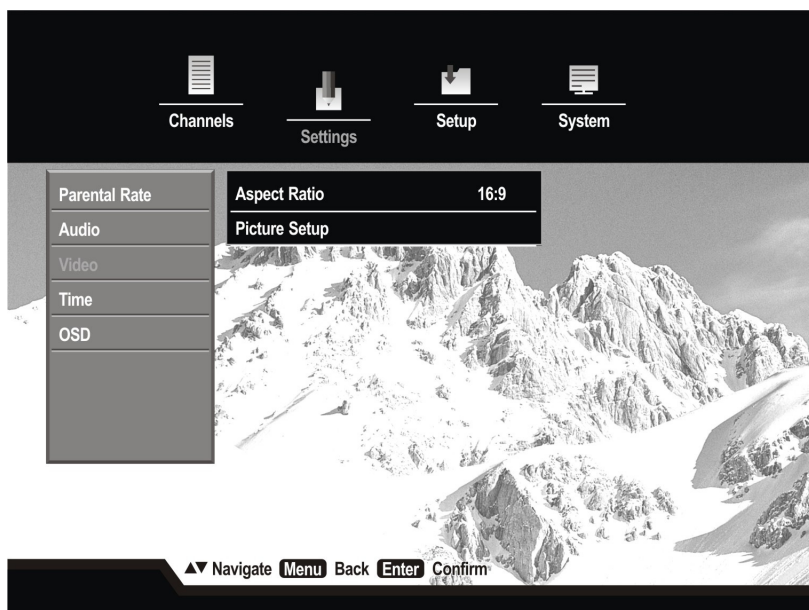 Channels
Settings
Setup
System
Parental Rate
Audio
Video
Time
OSD
Aspect Ratio 16:9
Picture Setup
▲▼ Navigate Menu Back Enter Confirm